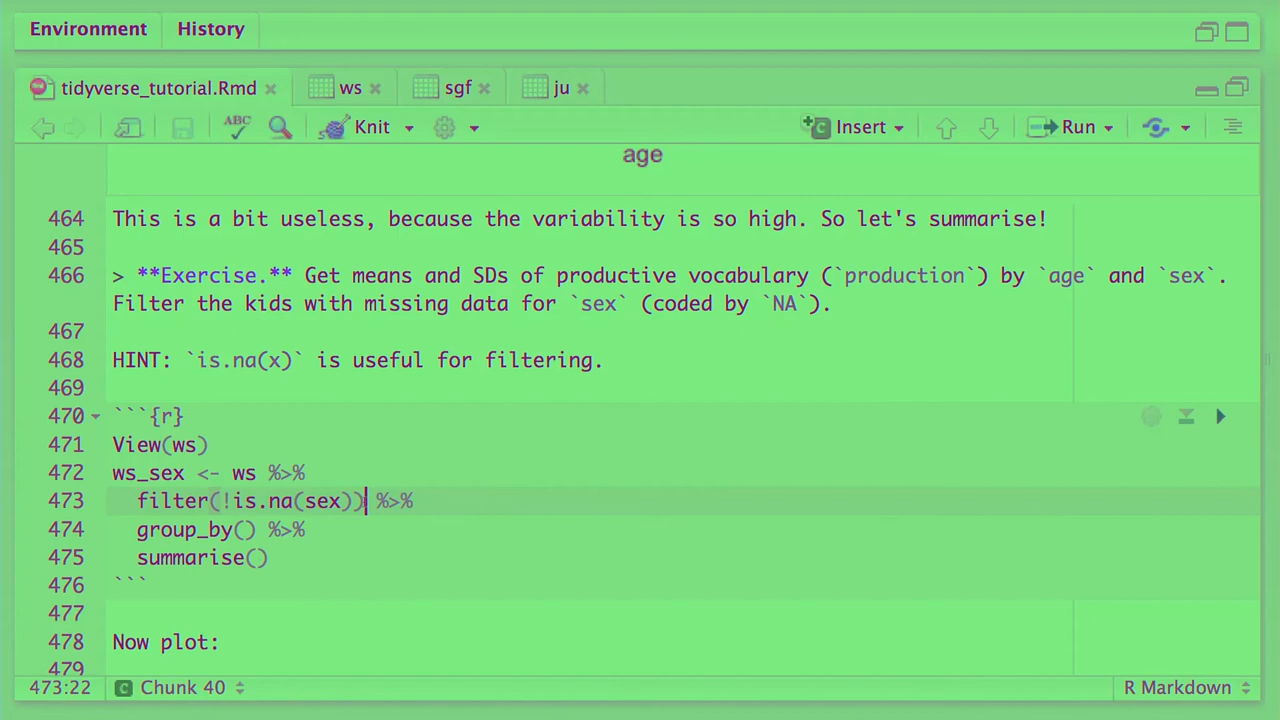 Environment History
tidyverse_tutorial.Rmd ws sgf ju
ABC Knit Insert Run
age
464 This is a bit useless, because the variability is so high. So let's summarise!
465
466 > **Exercise.** Get means and SDs of productive vocabulary (`production`) by `age` and `sex`.
Filter the kids with missing data for `sex` (coded by `NA`).
467
468 HINT: `is.na(x)` is useful for filtering.
469
470 ```{r}
471 View(ws)
472 ws_sex <- ws %>%
473 filter(!is.na(sex)) %>%
474 group_by() %>%
475 summarise()
476 ```
477
478 Now plot:
479
473:22 C Chunk 40 R Markdown